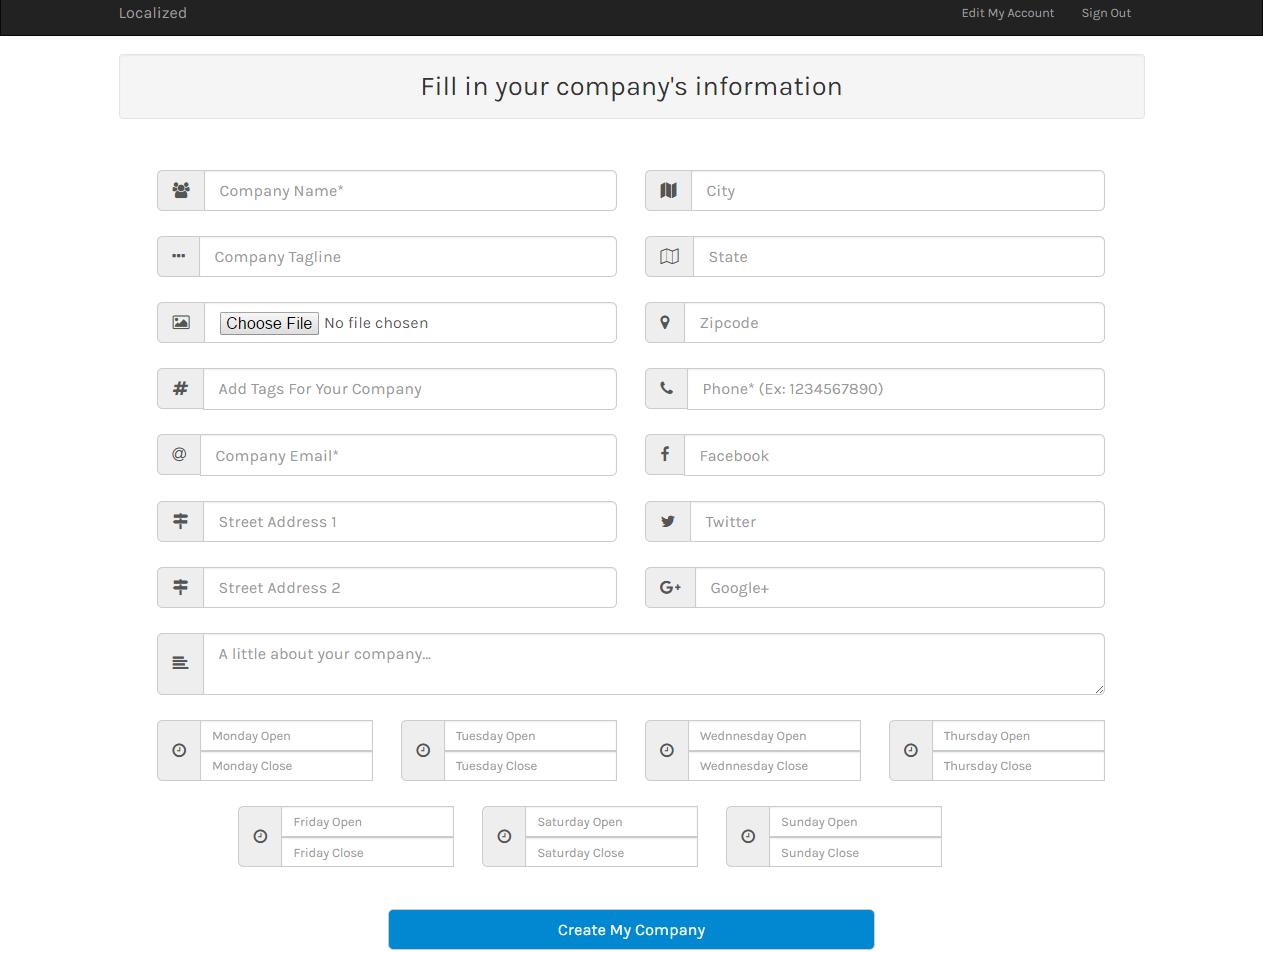 Localized
Edit My Account
Sign Out
Fill in your company's information
Company Name*
City
Company Tagline
State
Choose File No file chosen
Zipcode
Add Tags For Your Company
Phone* (Ex: 1234567890)
Company Email*
Facebook
Street Address 1
Twitter
Street Address 2
Google+
A little about your company...
Monday Open
Monday Close
Tuesday Open
Tuesday Close
Wednnesday Open
Wednnesday Close
Thursday Open
Thursday Close
Friday Open
Friday Close
Saturday Open
Saturday Close
Sunday Open
Sunday Close
Create My Company